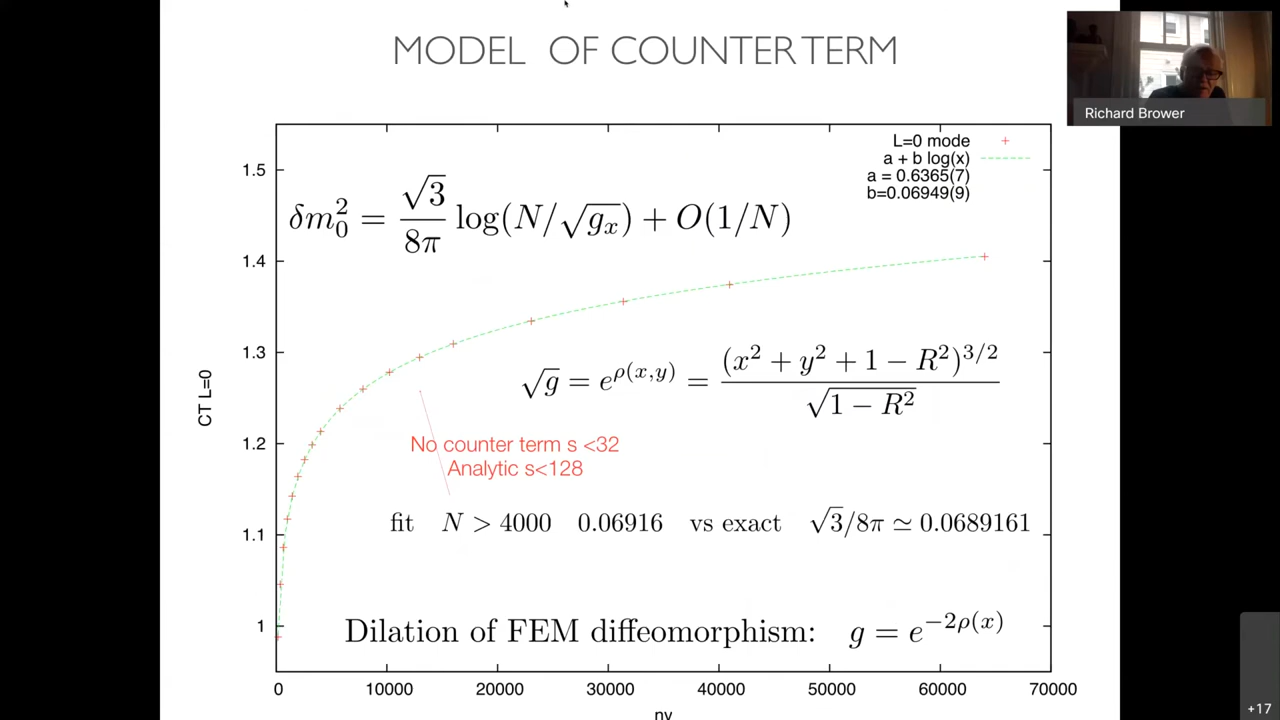 MODEL OF COUNTER TERM
Richard Brower
L=0 mode
a + b log(x)
a = 0.6365(7)
b=0.06949(9)
δm₀² = √3/8π log(N/√gₓ) + O(1/N)
√g = e^ρ(x,y) = (x² + y² + 1 − R²)^3/2 / √1 − R²
No counter term s <32
Analytic s<128
fit N > 4000 0.06916 vs exact √3/8π ≃ 0.0689161
Dilation of FEM diffeomorphism: g = e^−2ρ(x)
CT L=0
1.5
1.4
1.3
1.2
1.1
1
0 10000 20000 30000 40000 50000 60000 70000
nv
+17